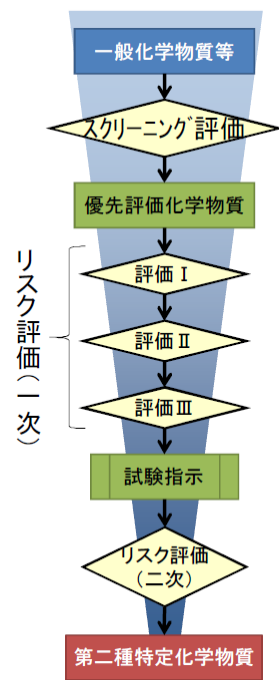 一般化学物質等
スクリーニング評価
優先評価化学物質
リスク評価(一次)
評価Ⅰ
評価Ⅱ
評価Ⅲ
試験指示
リスク評価
(二次)
第二種特定化学物質